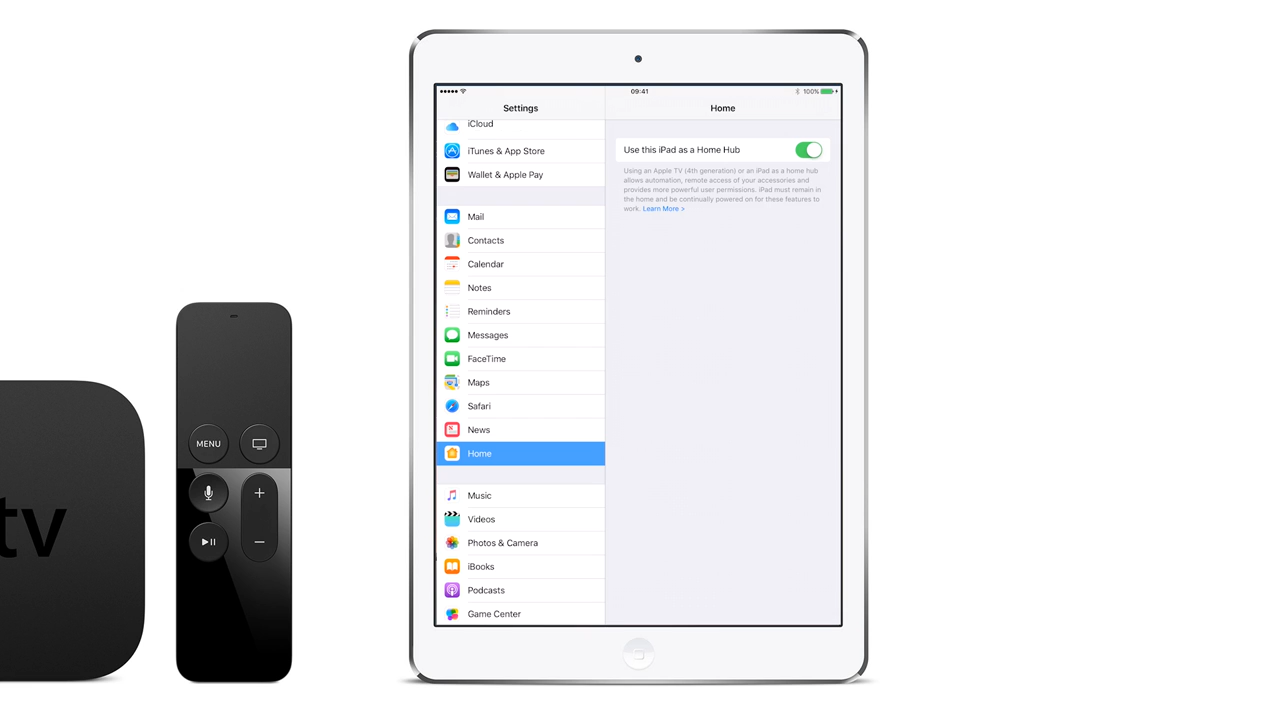 09:41
100%
Settings
Home
iCloud
iTunes & App Store
Wallet & Apple Pay
Mail
Contacts
Calendar
Notes
Reminders
Messages
FaceTime
Maps
Safari
News
Home
Music
Videos
Photos & Camera
iBooks
Podcasts
Game Center
Use this iPad as a Home Hub
Using an Apple TV (4th generation) or an iPad as a home hub
allows automation, remote access of your accessories and
provides more powerful user permissions. iPad must remain in
the home and be continually powered on for these features to
work. Learn More >
MENU
tv